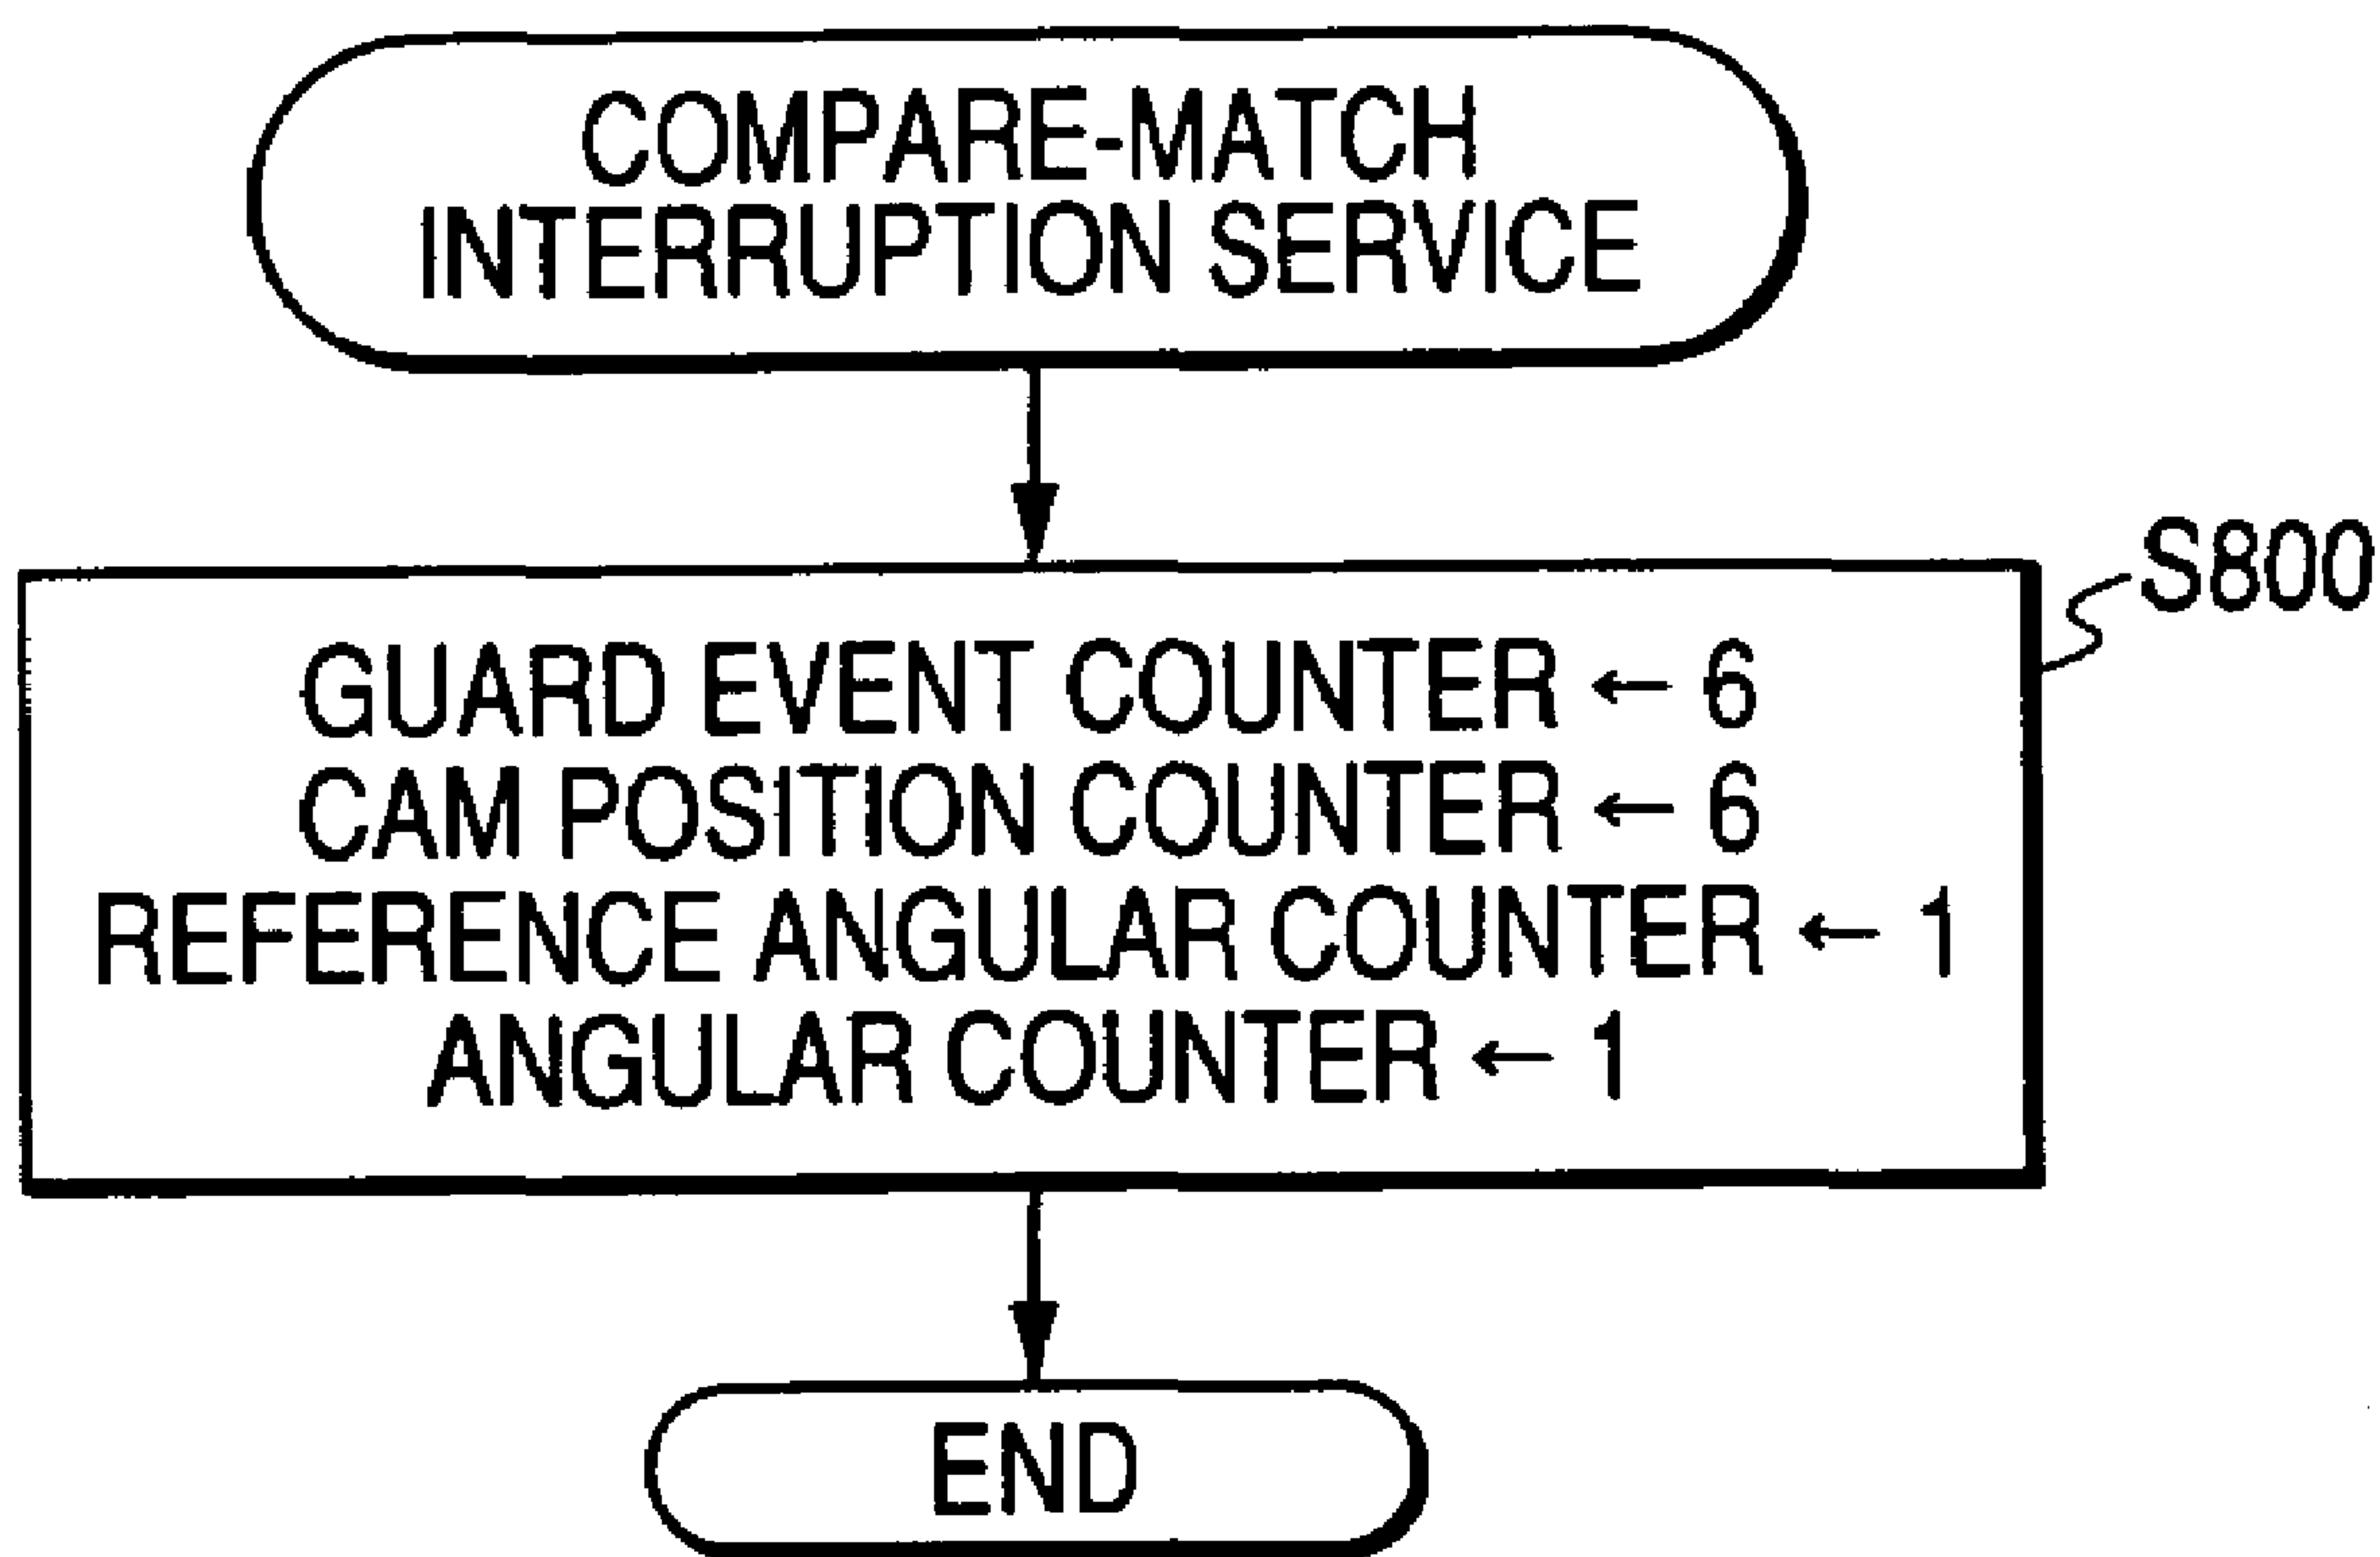 COMPARE-MATCH
INTERRUPTION SERVICE
S800
GUARD EVENT COUNTER ← 6
CAM POSITION COUNTER ← 6
REFERENCE ANGULAR COUNTER ← 1
ANGULAR COUNTER ← 1
END